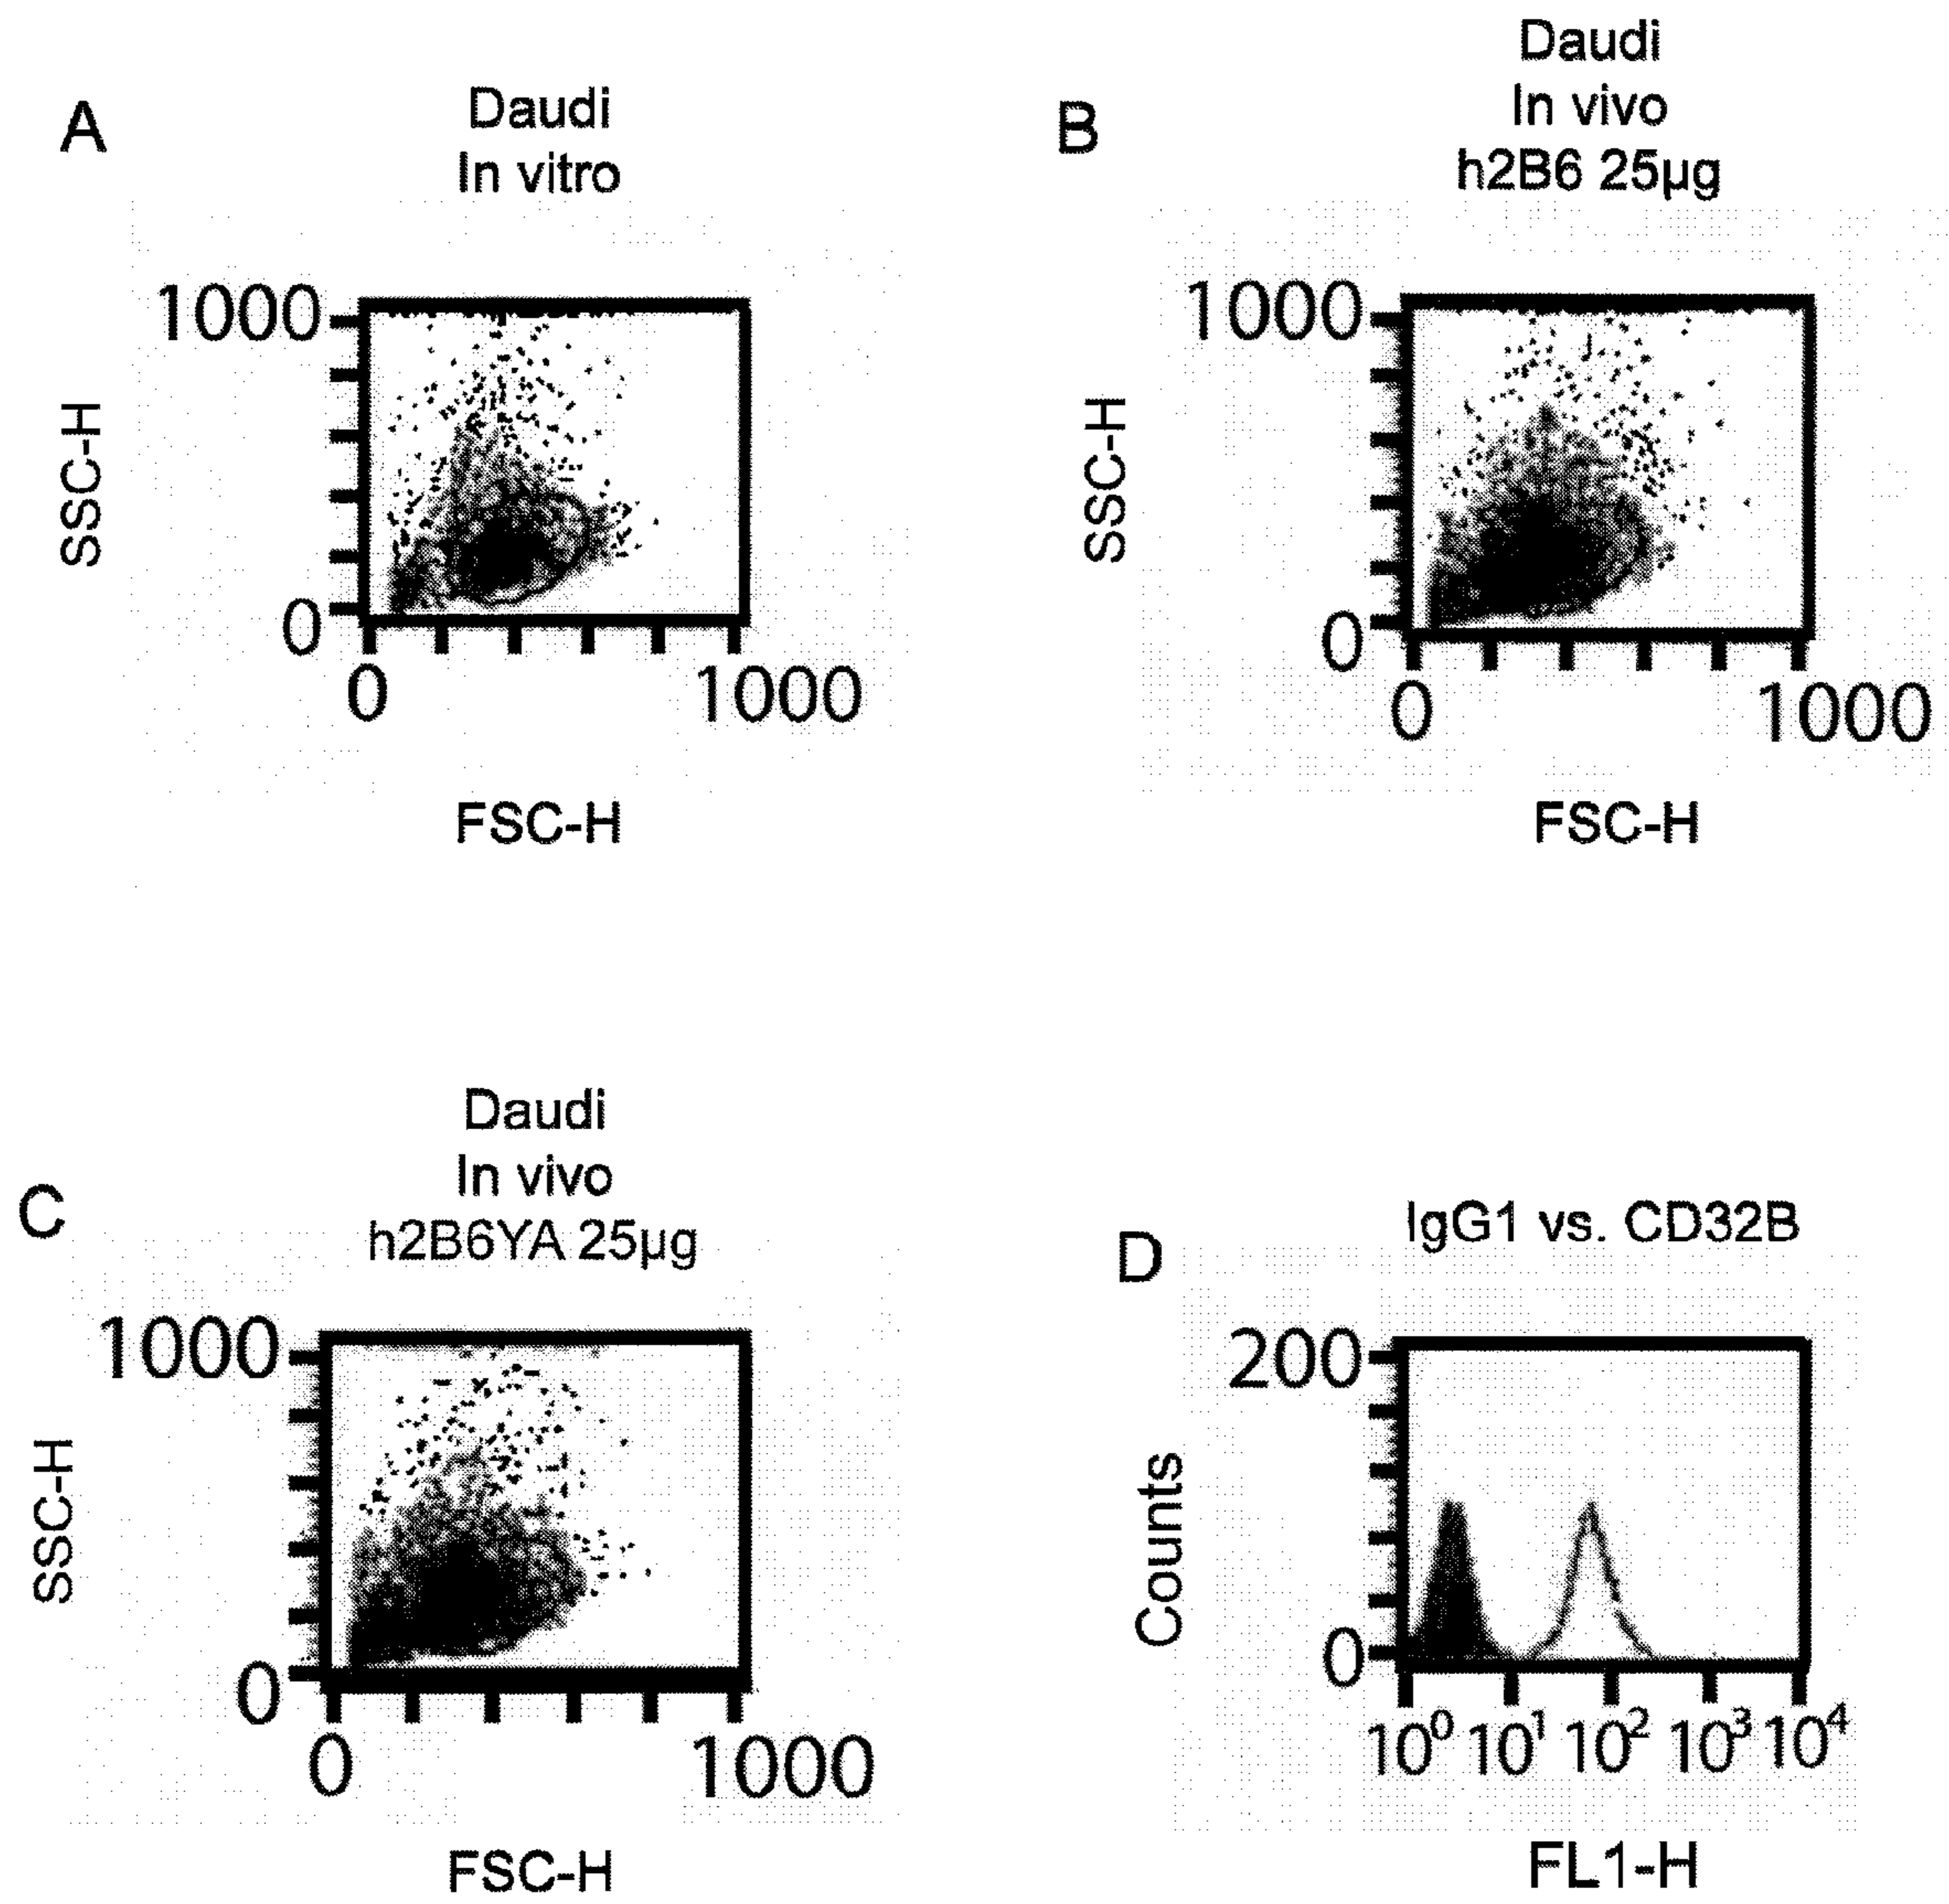 A
Daudi
In vitro
1000
SSC-H
0
0
1000
FSC-H
B
Daudi
In vivo
h2B6 25µg
1000
SSC-H
0
0
1000
FSC-H
C
Daudi
In vivo
h2B6YA 25µg
1000
SSC-H
0
0
1000
FSC-H
D
IgG1 vs. CD32B
200
Counts
0
10⁰ 10¹ 10² 10³ 10⁴
FL1-H